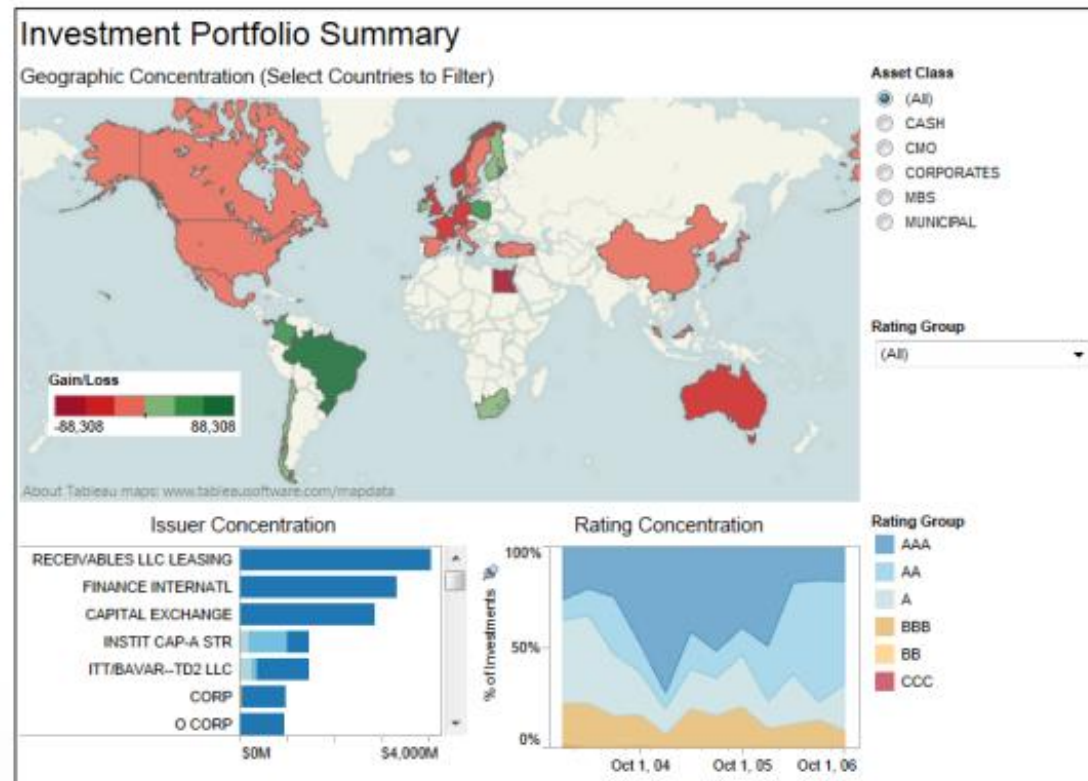 Investment Portfolio Summary
Geographic Concentration (Select Countries to Filter)
Asset Class
(All)
CASH
CMO
CORPORATES
MBS
MUNICIPAL
Rating Group
(All)
Gain/Loss
-88,308 88,308
About Tableau maps: www.tableausoftware.com/mapdata
Issuer Concentration
RECEIVABLES LLC LEASING
FINANCE INTERNATL
CAPITAL EXCHANGE
INSTIT CAP-A STR
ITT/BAVAR--TD2 LLC
CORP
O CORP
$0M $4,000M
Rating Concentration
% of Investments
100%
50%
0%
Oct 1, 04 Oct 1, 05 Oct 1, 06
Rating Group
AAA
AA
A
BBB
BB
CCC